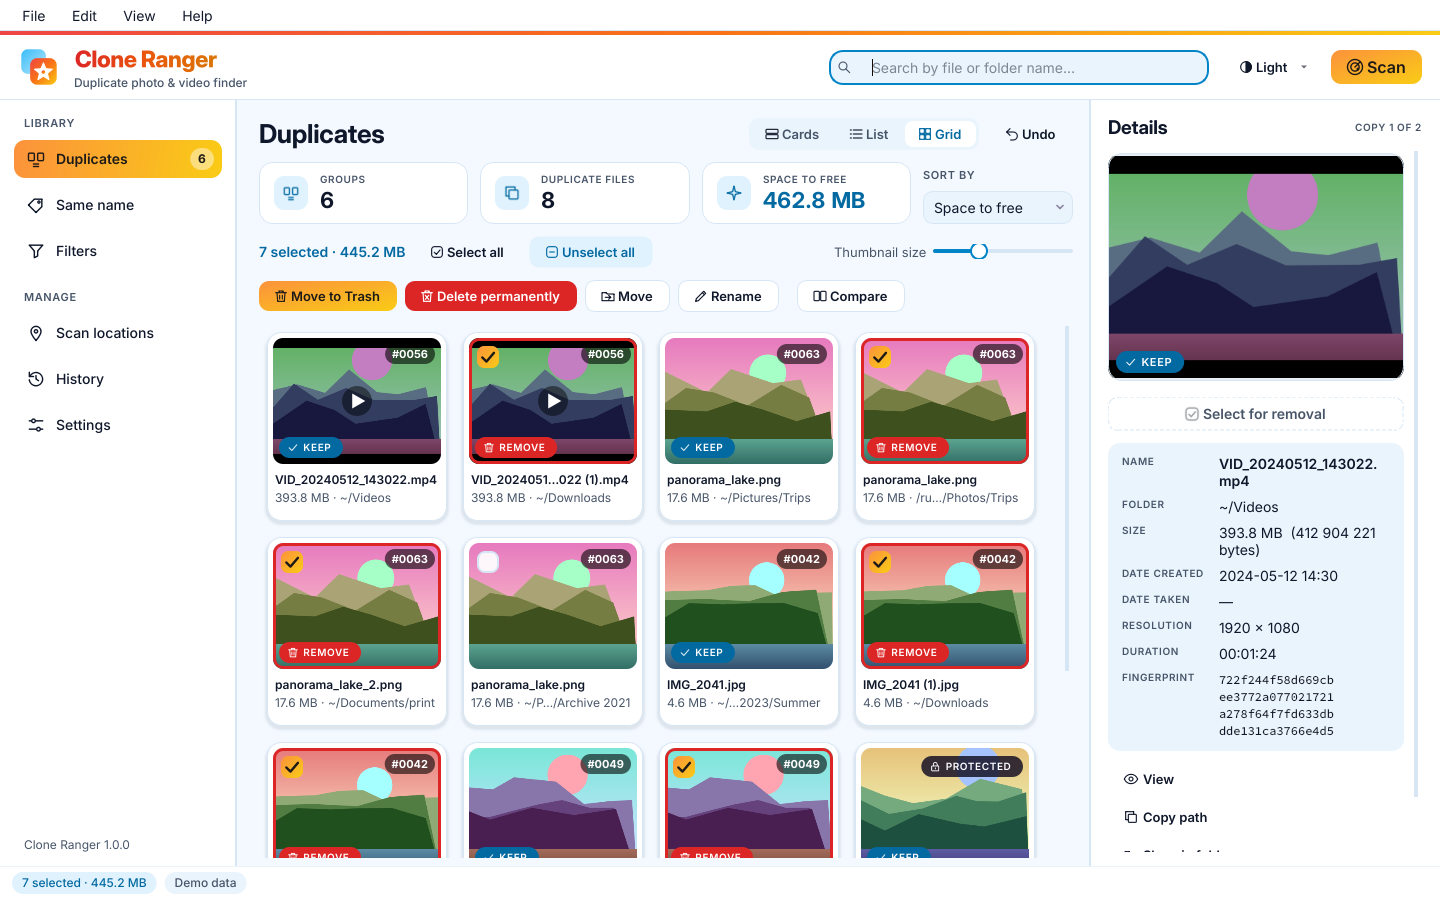 File Edit View Help
Clone Ranger
Duplicate photo & video finder
Search by file or folder name...
Light
Scan
LIBRARY
Duplicates 6
Same name
Filters
MANAGE
Scan locations
History
Settings
Clone Ranger 1.0.0
Duplicates
Cards List Grid Undo
GROUPS
6
DUPLICATE FILES
8
SPACE TO FREE
462.8 MB
SORT BY
Space to free
7 selected · 445.2 MB Select all Unselect all Thumbnail size
Move to Trash Delete permanently Move Rename Compare
#0056
KEEP
VID_20240512_143022.mp4
393.8 MB · ~/Videos
#0056
REMOVE
VID_2024051...022 (1).mp4
393.8 MB · ~/Downloads
#0063
KEEP
panorama_lake.png
17.6 MB · ~/Pictures/Trips
#0063
REMOVE
panorama_lake.png
17.6 MB · /ru.../Photos/Trips
#0063
REMOVE
panorama_lake_2.png
17.6 MB · ~/Documents/print
#0063
panorama_lake.png
17.6 MB · ~/P.../Archive 2021
#0042
KEEP
IMG_2041.jpg
4.6 MB · ~/...2023/Summer
#0042
REMOVE
IMG_2041 (1).jpg
4.6 MB · ~/Downloads
#0042
REMOVE
#0049
KEEP
#0049
REMOVE
PROTECTED
KEEP
Details COPY 1 OF 2
KEEP
Select for removal
NAME VID_20240512_143022.
mp4
FOLDER ~/Videos
SIZE 393.8 MB (412 904 221
bytes)
DATE CREATED 2024-05-12 14:30
DATE TAKEN —
RESOLUTION 1920 × 1080
DURATION 00:01:24
FINGERPRINT 722f244f58d669cb
ee3772a077021721
a278f64f7fd633db
dde131ca3766e4d5
View
Copy path
7 selected · 445.2 MB Demo data